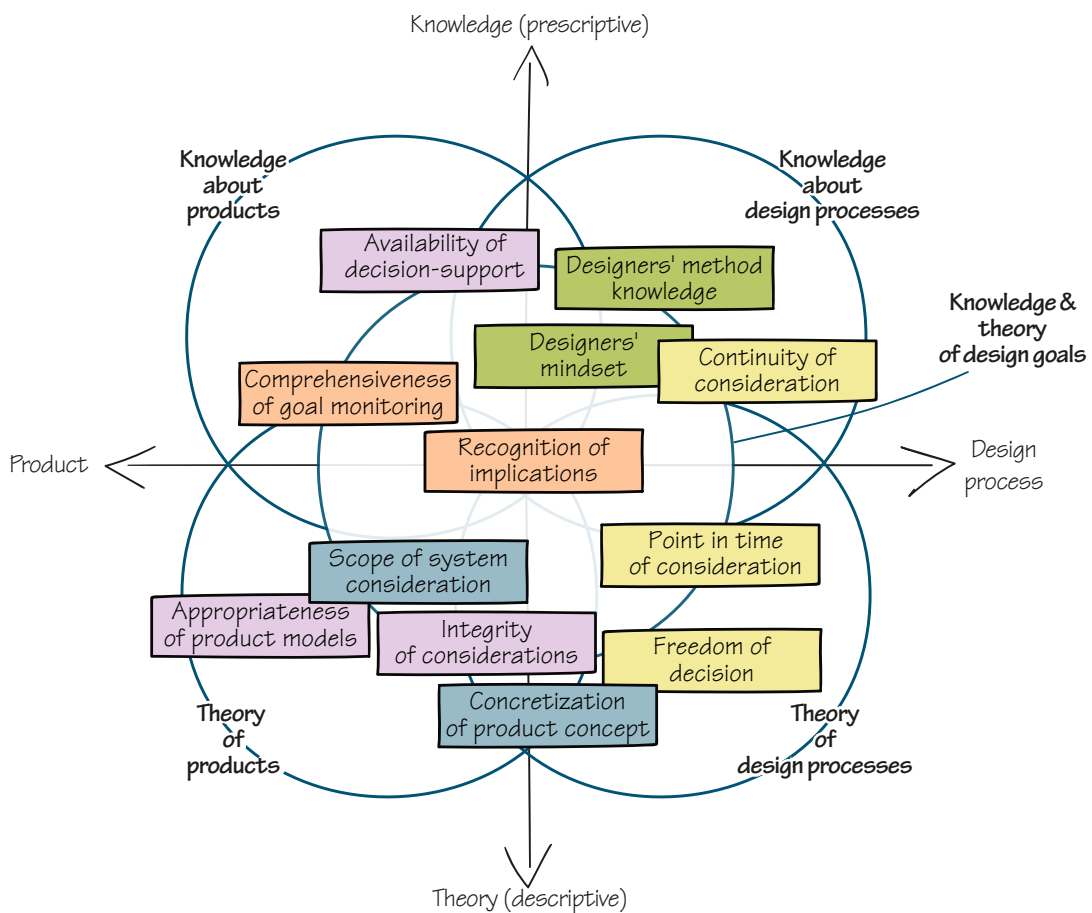 Knowledge (prescriptive)
Knowledge
about
products
Knowledge
about
design processes
Availability of
decision-support
Designers' method
knowledge
Knowledge &
theory
of design goals
Designers'
mindset
Continuity of
consideration
Comprehensiveness
of goal monitoring
Recognition of
implications
Product
Design
process
Scope of system
consideration
Point in time
of consideration
Appropriateness
of product models
Integrity
of considerations
Freedom of
decision
Concretization
of product concept
Theory
of
products
Theory
of
design processes
Theory (descriptive)